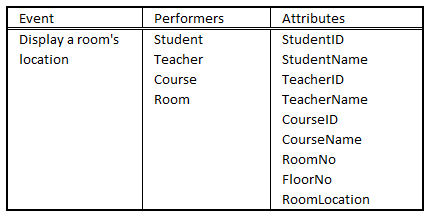 Event Performers Attributes
Display a room's Student StudentID
location Teacher StudentName
Course TeacherID
Room TeacherName
CourseID
CourseName
RoomNo
FloorNo
RoomLocation